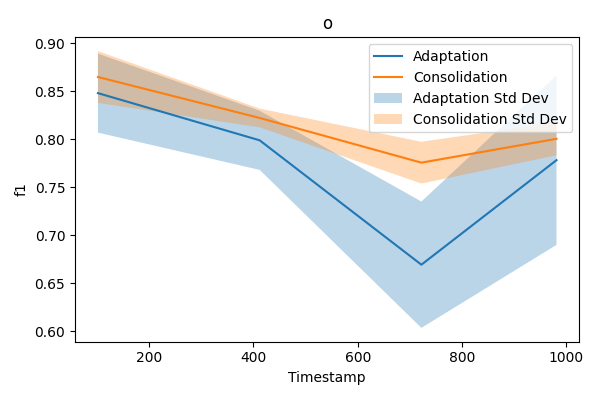 o
0.90
0.85
0.80
0.75
0.70
0.65
0.60
f1
200
400
600
800
1000
Timestamp
Adaptation
Consolidation
Adaptation Std Dev
Consolidation Std Dev